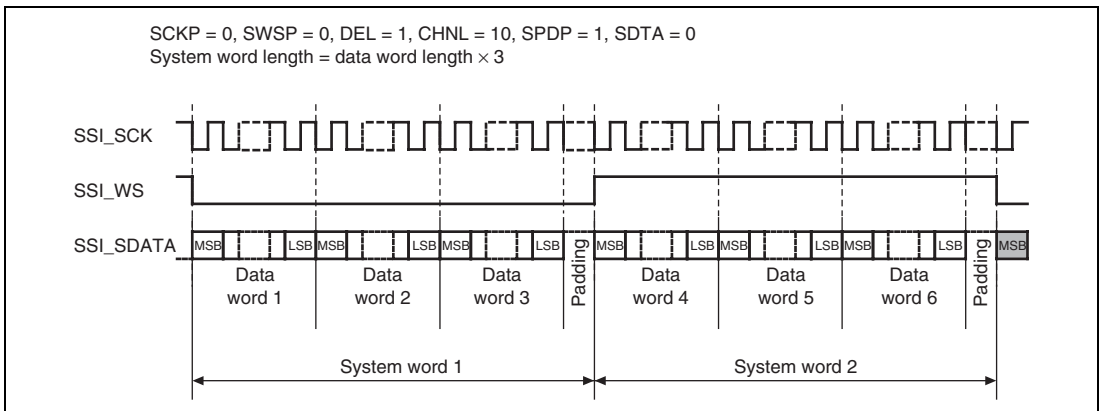 SCKP = 0, SWSP = 0, DEL = 1, CHNL = 10, SPDP = 1, SDTA = 0
System word length = data word length × 3
SSI_SCK
SSI_WS
SSI_SDATA
MSB LSB MSB LSB MSB LSB Padding MSB LSB MSB LSB MSB LSB Padding MSB
Data Data Data Data Data Data
word 1 word 2 word 3 word 4 word 5 word 6
System word 1 System word 2